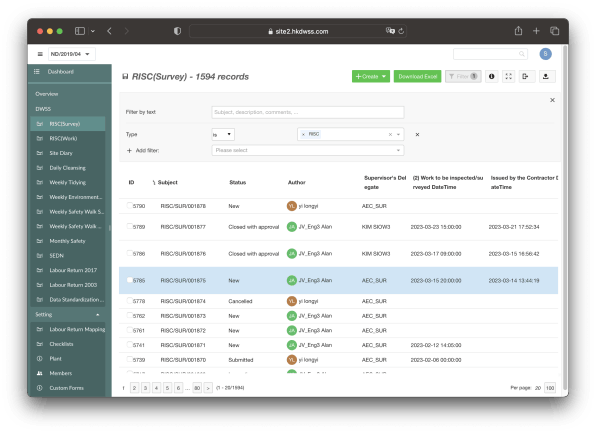 site2.hkdwss.com
ND/2019/04
S
Dashboard
Overview
DWSS
RISC(Survey)
RISC(Work)
Site Diary
Daily Cleansing
Weekly Tidying
Weekly Environment...
Weekly Safety Walk S...
Weekly Safety Walk ...
Monthly Safety
SEDN
Labour Return 2017
Labour Return 2003
Data Standardization ...
Setting
Labour Return Mapping
Checklists
Plant
Members
Custom Forms
RISC(Survey) - 1594 records
+ Create
Download Excel
Filter 1
Filter by text
Subject, description, comments, ...
Type
is
× RISC
+ Add filter:
Please select
ID Subject Status Author Supervisor's Delegate (2) Work to be inspected/surveyed DateTime Issued by the Contractor DateTime
5790 RISC/SUR/001878 New YL yi longyi AEC_SUR
5789 RISC/SUR/001877 Closed with approval JA JV_Eng3 Alan KIM SIOW3 2023-03-23 15:00:00 2023-03-21 17:52:34
5786 RISC/SUR/001876 Closed with approval JA JV_Eng3 Alan KIM SIOW3 2023-03-17 09:00:00 2023-03-15 16:56:42
5785 RISC/SUR/001875 New JA JV_Eng3 Alan AEC_SUR 2023-03-15 20:00:00 2023-03-14 13:44:19
5778 RISC/SUR/001874 Cancelled YL yi longyi AEC_SUR
5762 RISC/SUR/001873 New JA JV_Eng3 Alan AEC_SUR
5761 RISC/SUR/001872 New JA JV_Eng3 Alan AEC_SUR
5741 RISC/SUR/001871 New JA JV_Eng3 Alan AEC_SUR 2023-02-12 14:05:00
5739 RISC/SUR/001870 Submitted YL yi longyi AEC_SUR 2023-02-06 00:00:00
1 2 3 4 5 6 ... 80 > (1 - 20/1594)
Per page: 20 100